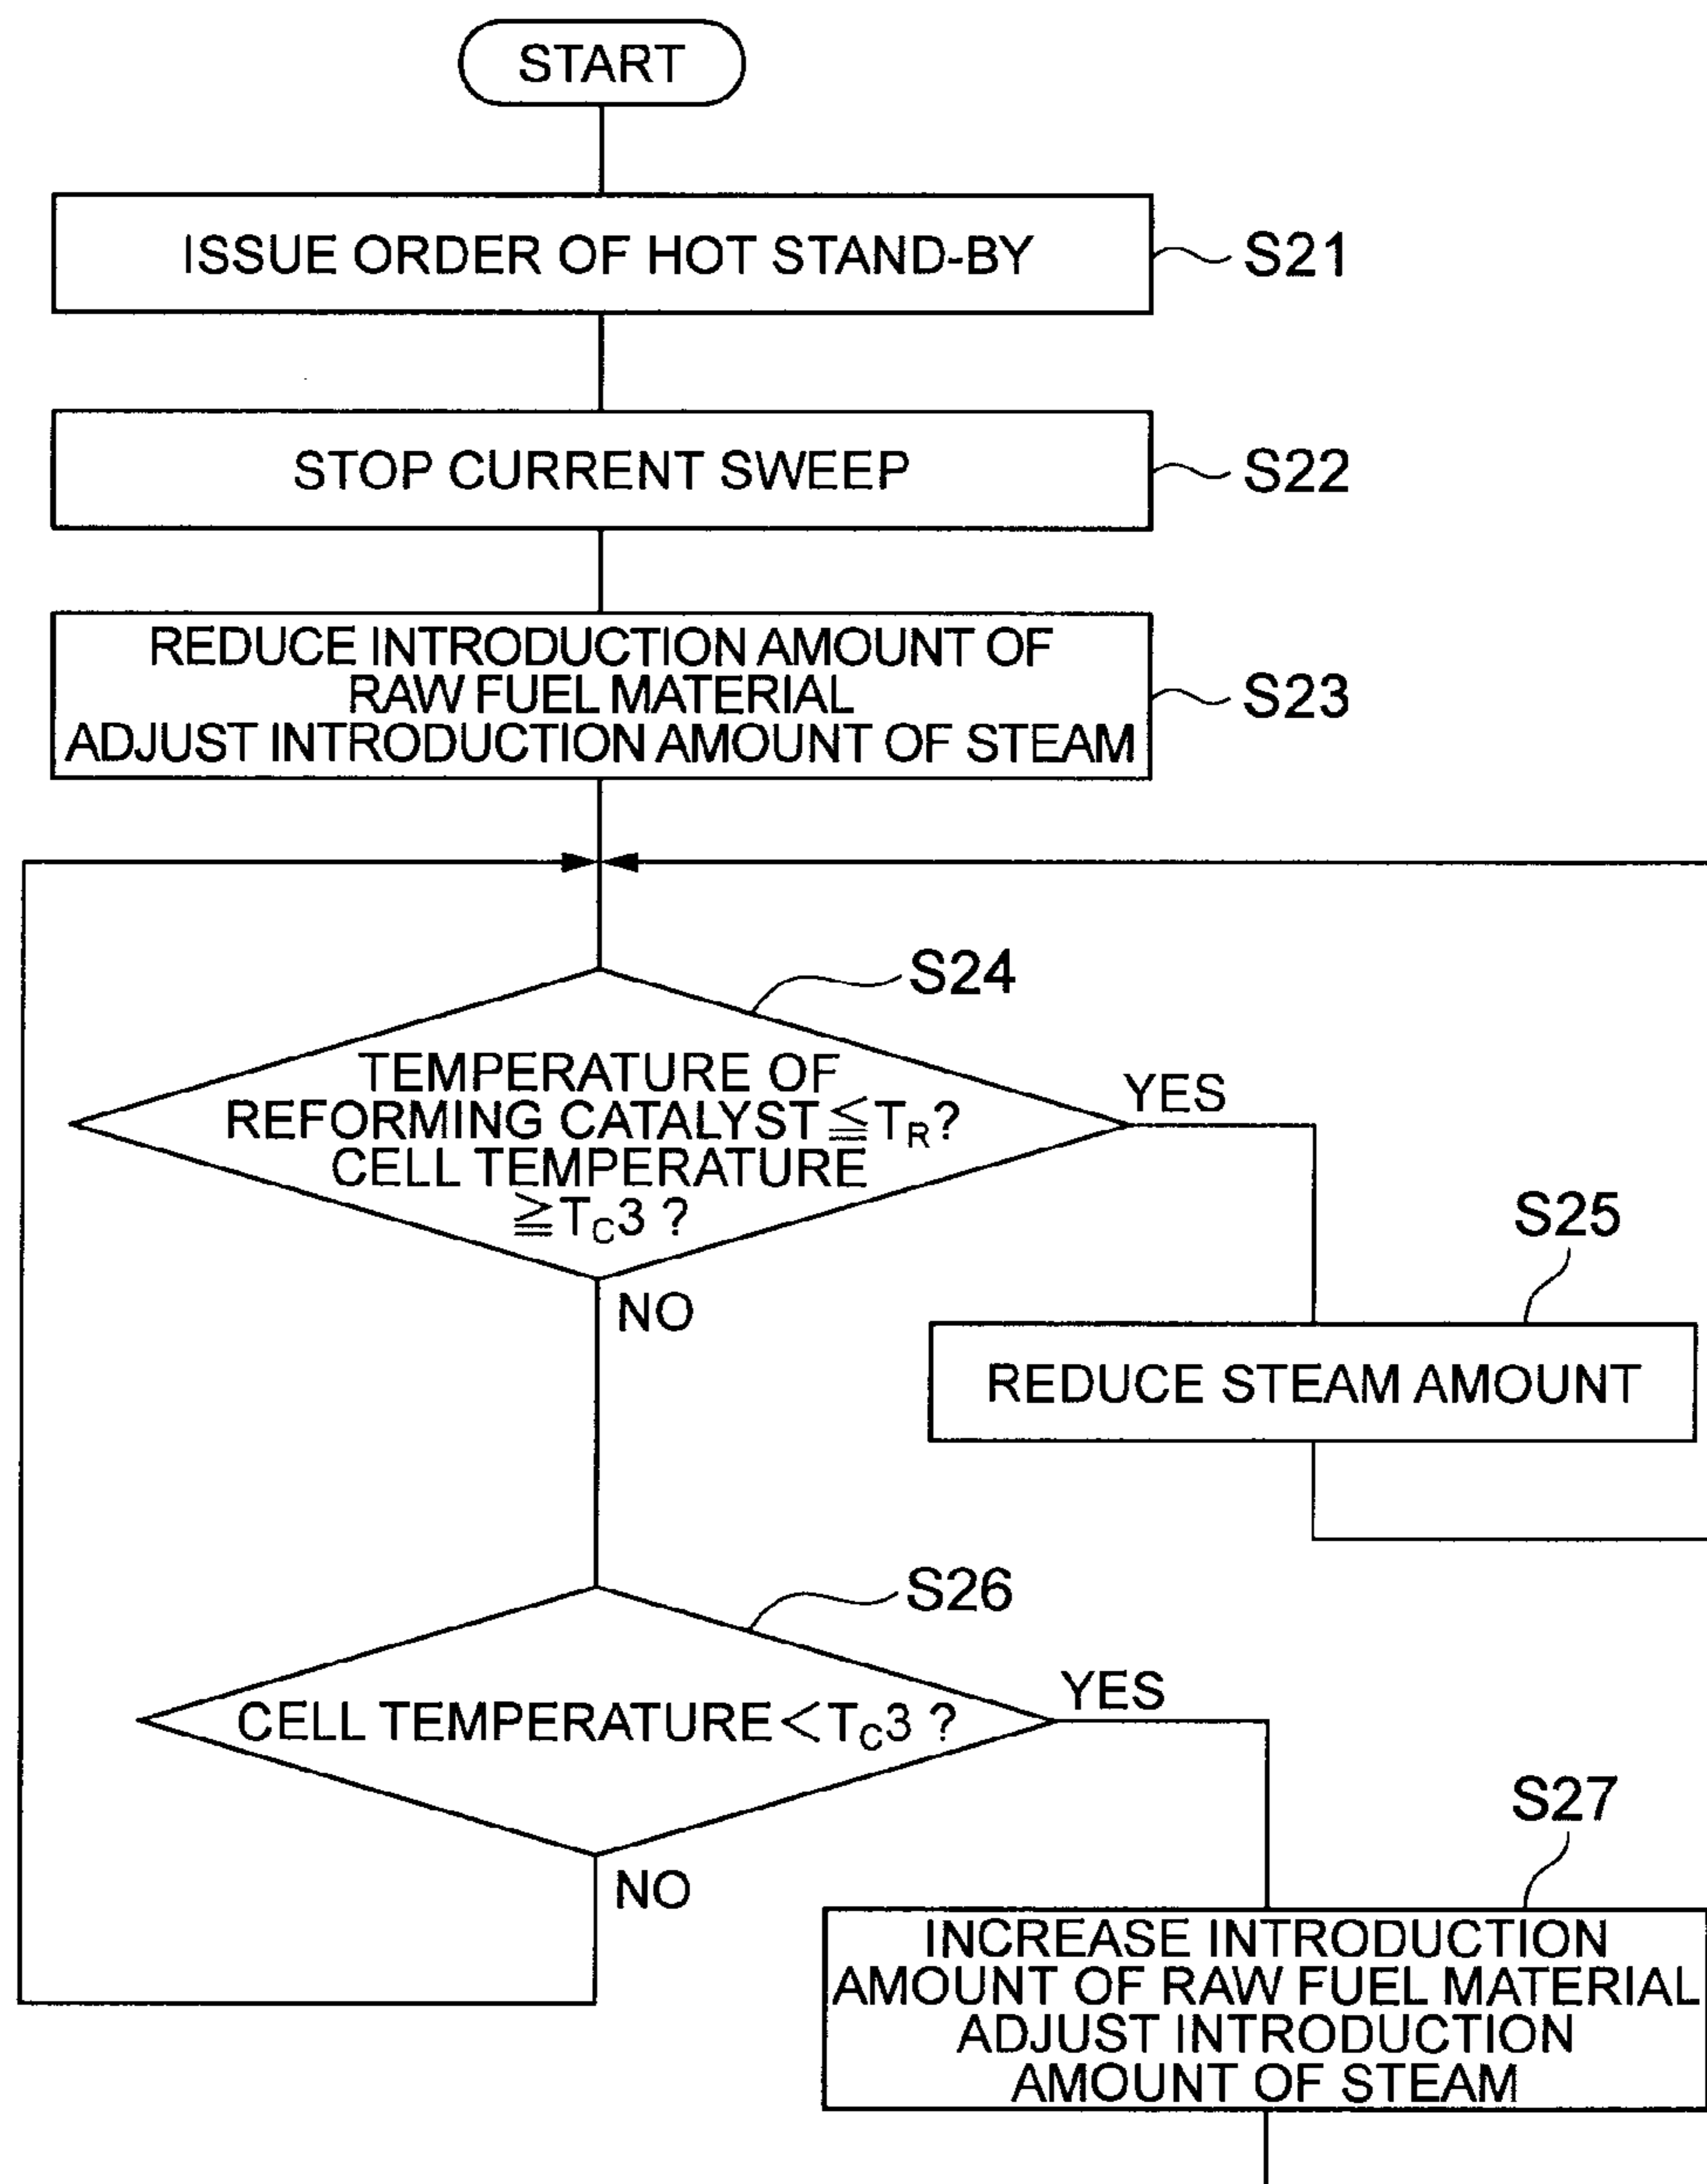 START
ISSUE ORDER OF HOT STAND-BY
S21
STOP CURRENT SWEEP
S22
REDUCE INTRODUCTION AMOUNT OF
RAW FUEL MATERIAL
ADJUST INTRODUCTION AMOUNT OF STEAM
S23
S24
TEMPERATURE OF
REFORMING CATALYST≦TR?
CELL TEMPERATURE
≧TC3 ?
YES
NO
S25
REDUCE STEAM AMOUNT
S26
CELL TEMPERATURE<TC3 ?
YES
NO
S27
INCREASE INTRODUCTION
AMOUNT OF RAW FUEL MATERIAL
ADJUST INTRODUCTION
AMOUNT OF STEAM